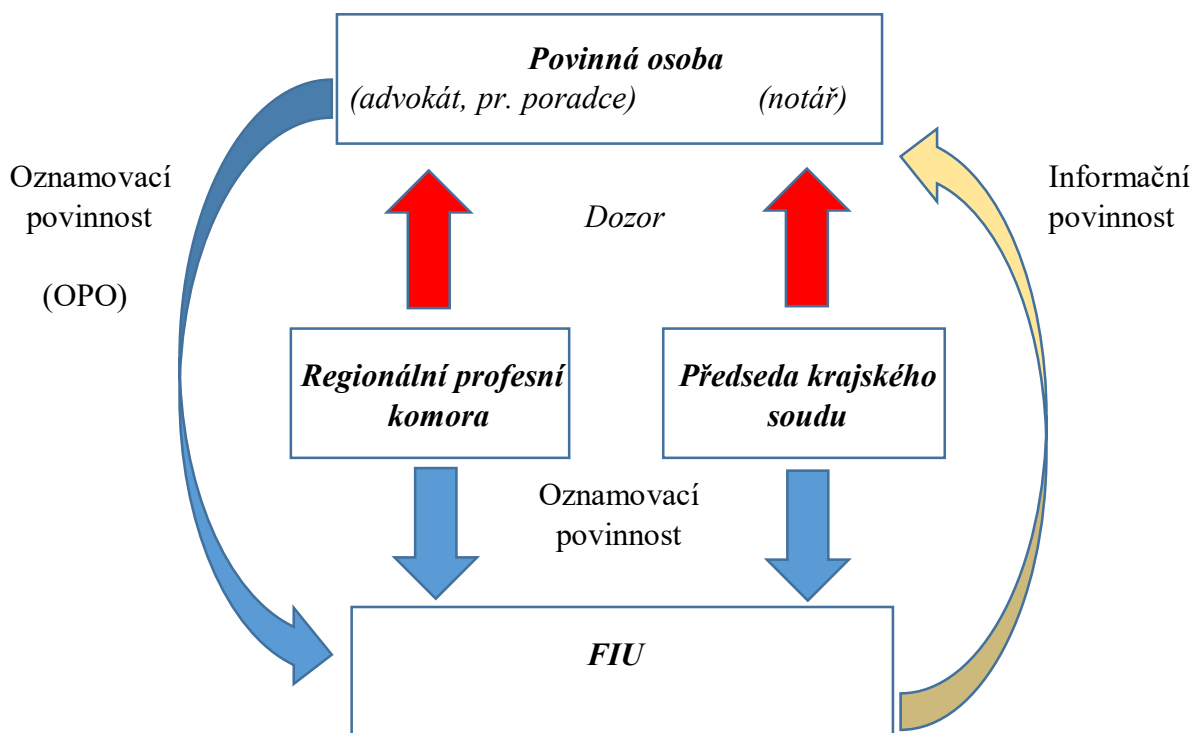 Povinná osoba
(advokát, pr. poradce) (notář)
Oznamovací
povinnost
(OPO)
Dozor
Informační
povinnost
Regionální profesní
komora
Předseda krajského
soudu
Oznamovací
povinnost
FIU